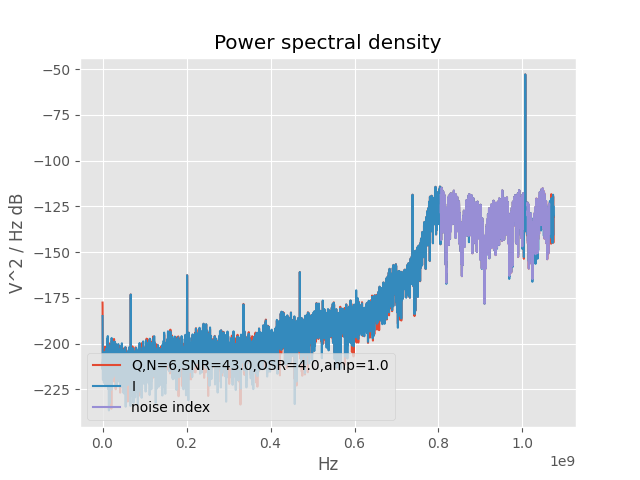 Power spectral density
V^2 / Hz dB
−50
−75
−100
−125
−150
−175
−200
−225
Q,N=6,SNR=43.0,OSR=4.0,amp=1.0
I
noise index
0.0 0.2 0.4 0.6 0.8 1.0
1e9
Hz